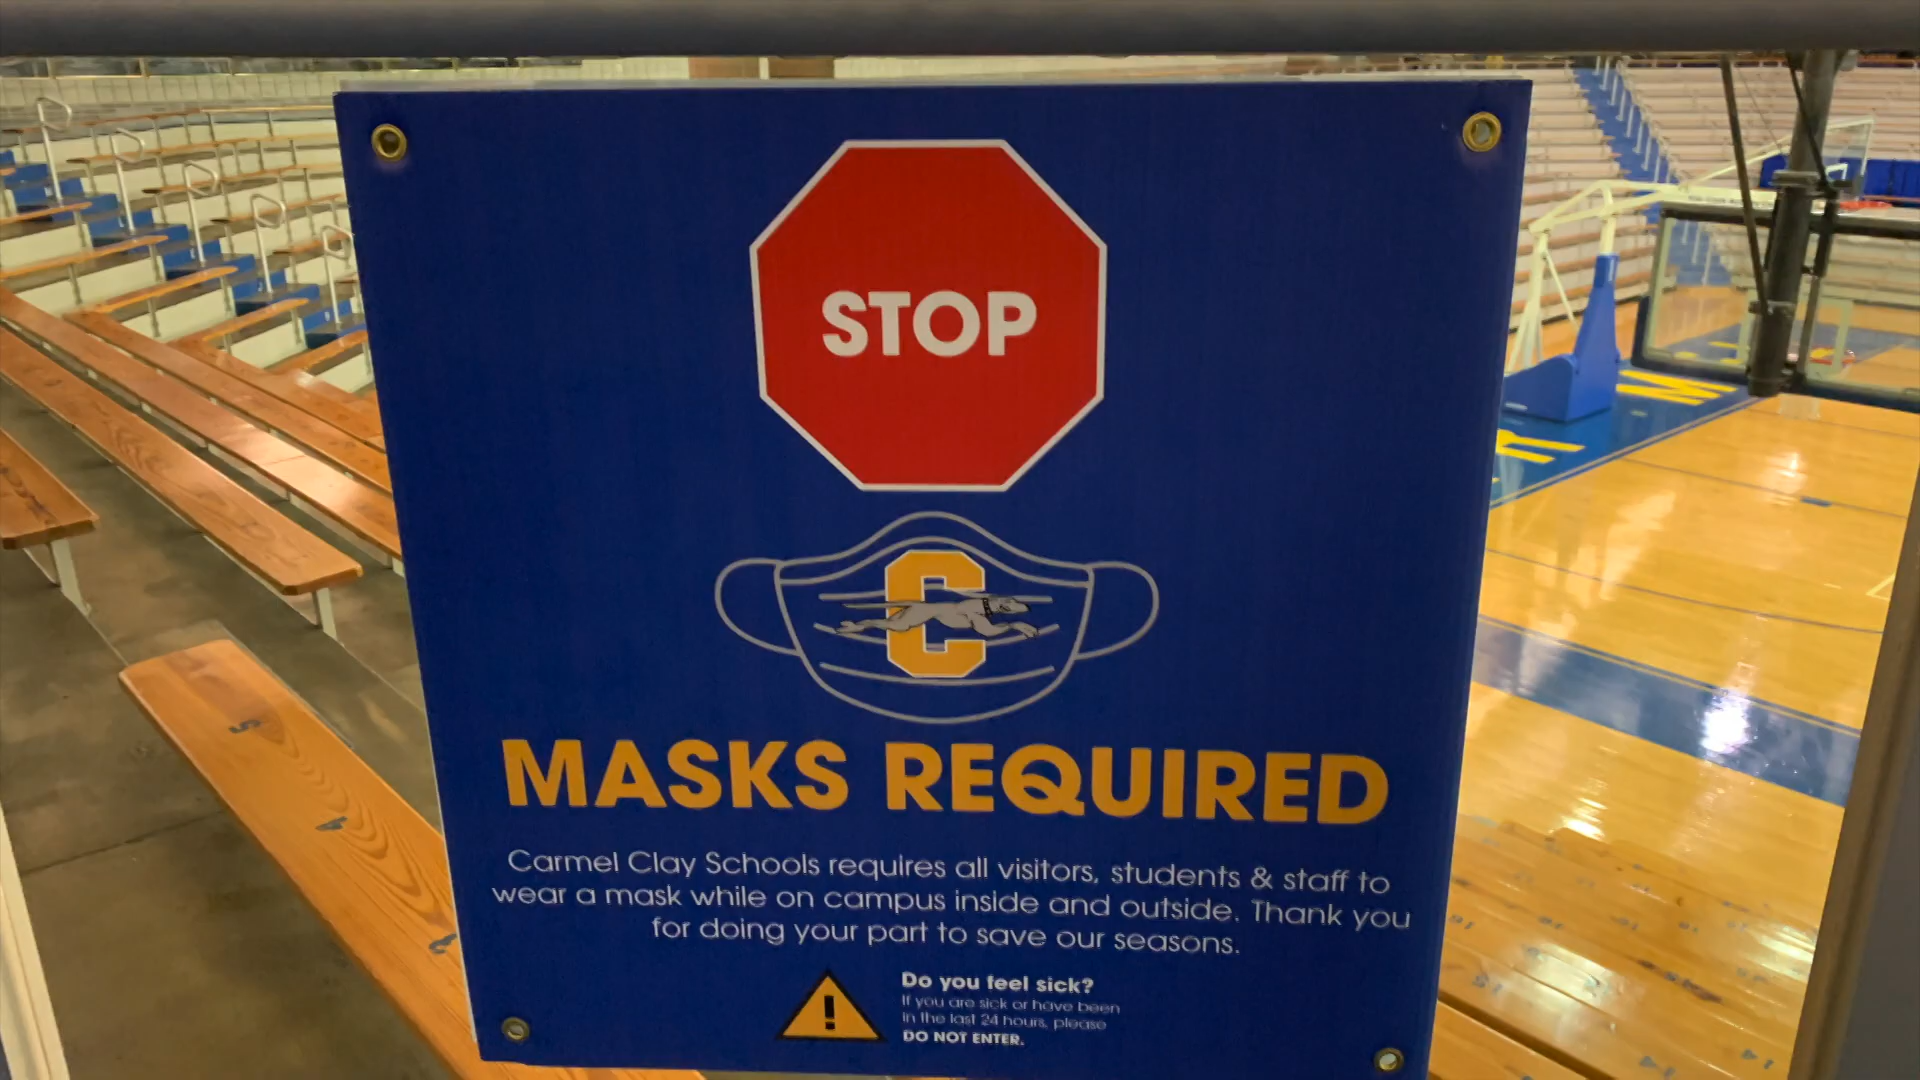 STOP
C
MASKS REQUIRED
Carmel Clay Schools requires all visitors, students & staff to
wear a mask while on campus inside and outside. Thank you
for doing your part to save our seasons.
!
Do you feel sick?
If you are sick or have been
in the last 24 hours, please
DO NOT ENTER.
5
4